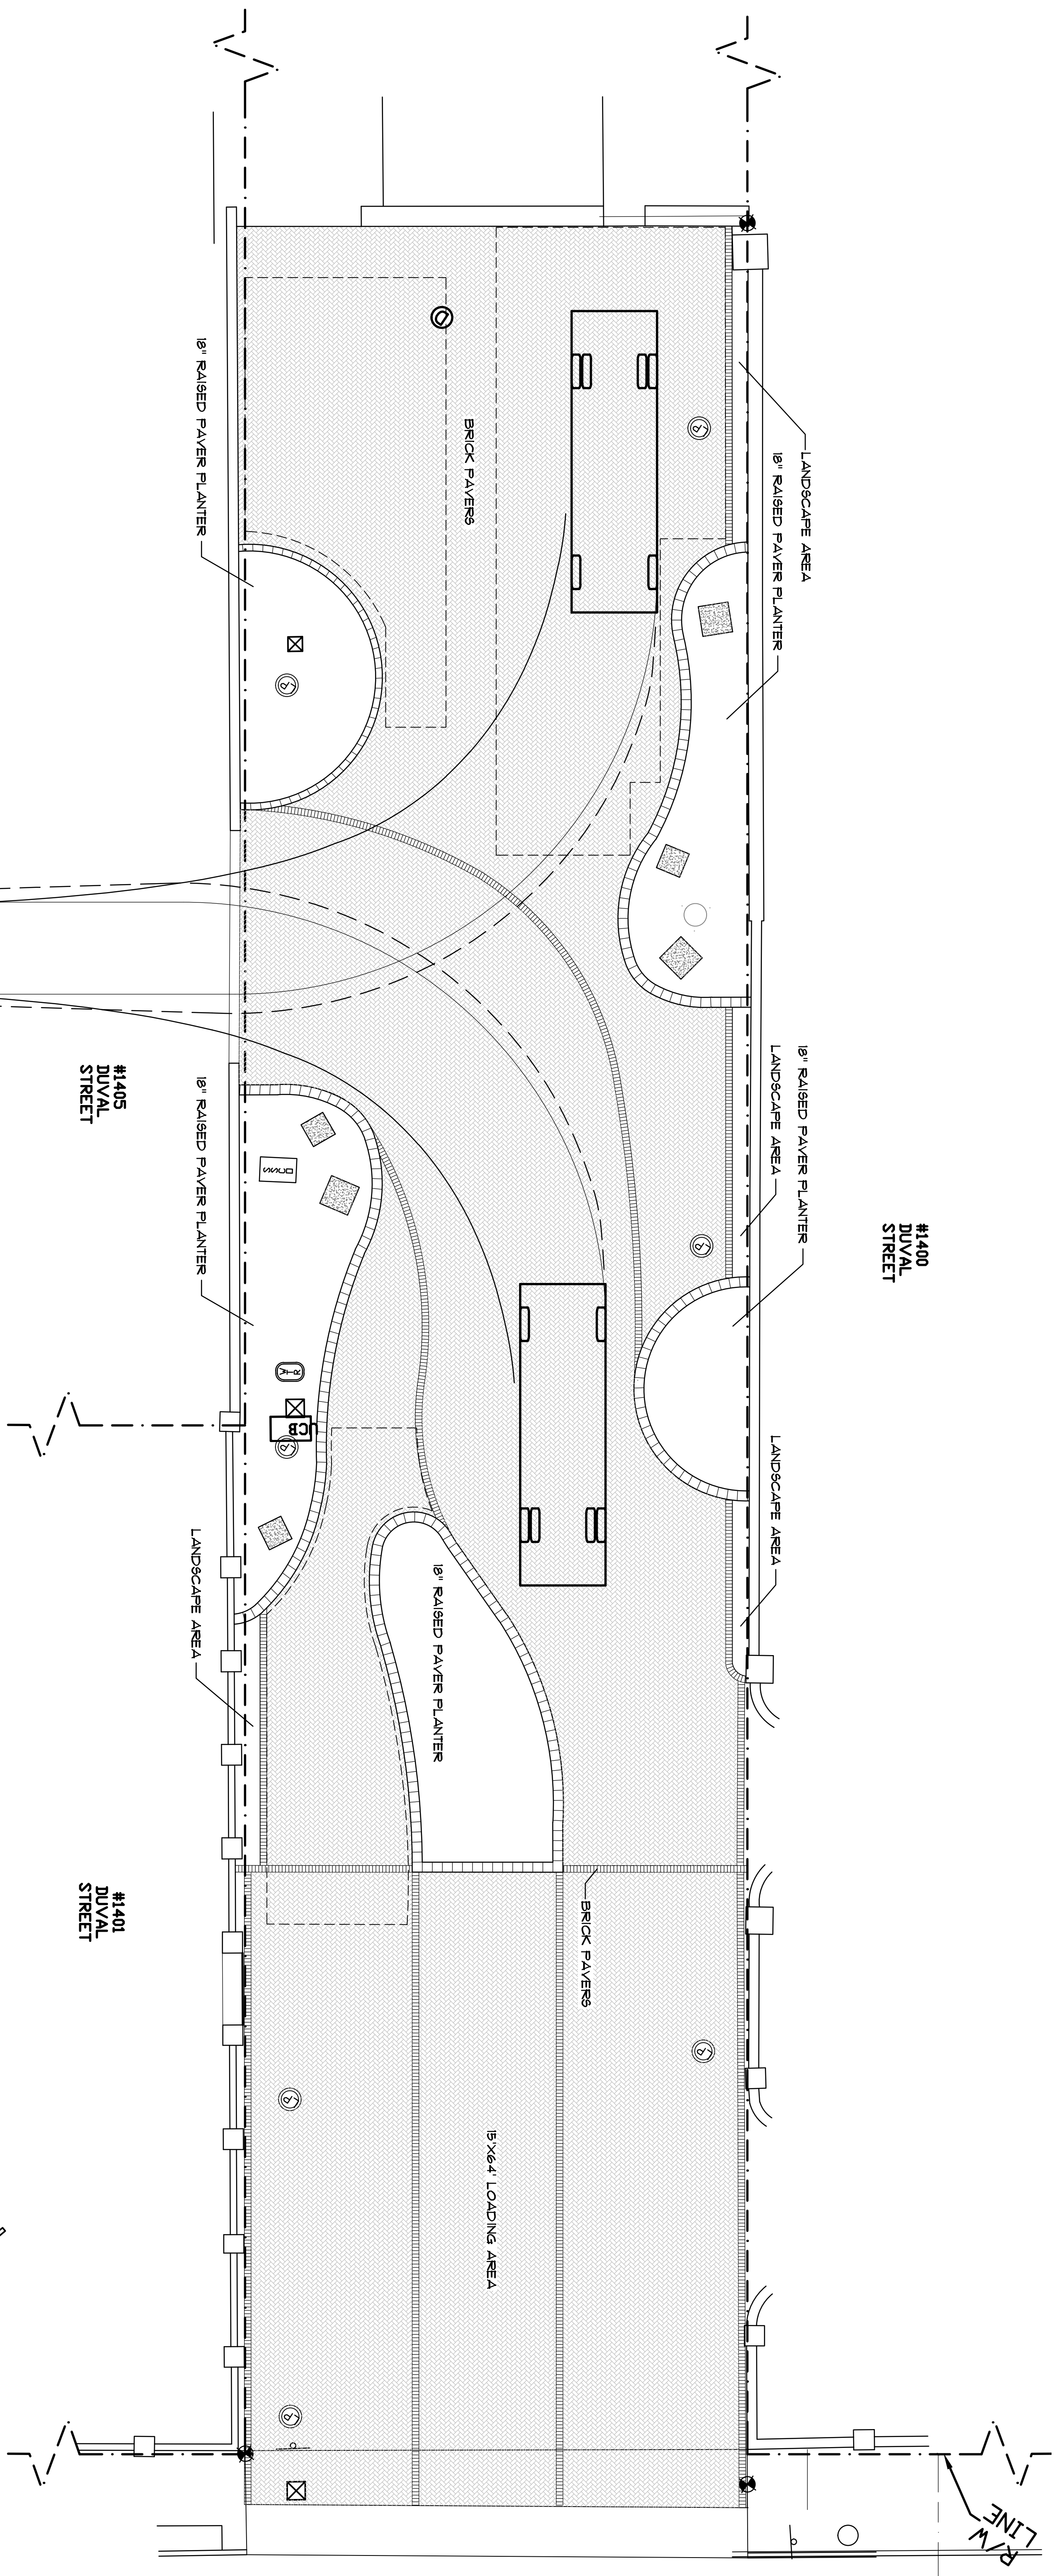 LANDSCAPE AREA
18" RAISED PAVER PLANTER
BRICK PAVERS
18" RAISED PAVER PLANTER
D
18" RAISED PAVER PLANTER
LANDSCAPE AREA
#1400
DUVAL
STREET
LANDSCAPE AREA
#1405
DUVAL
STREET
18" RAISED PAVER PLANTER
UCB
18" RAISED PAVER PLANTER
LANDSCAPE AREA
BRICK PAVERS
#1401
DUVAL
STREET
15'X64' LOADING AREA
R/W
LINE